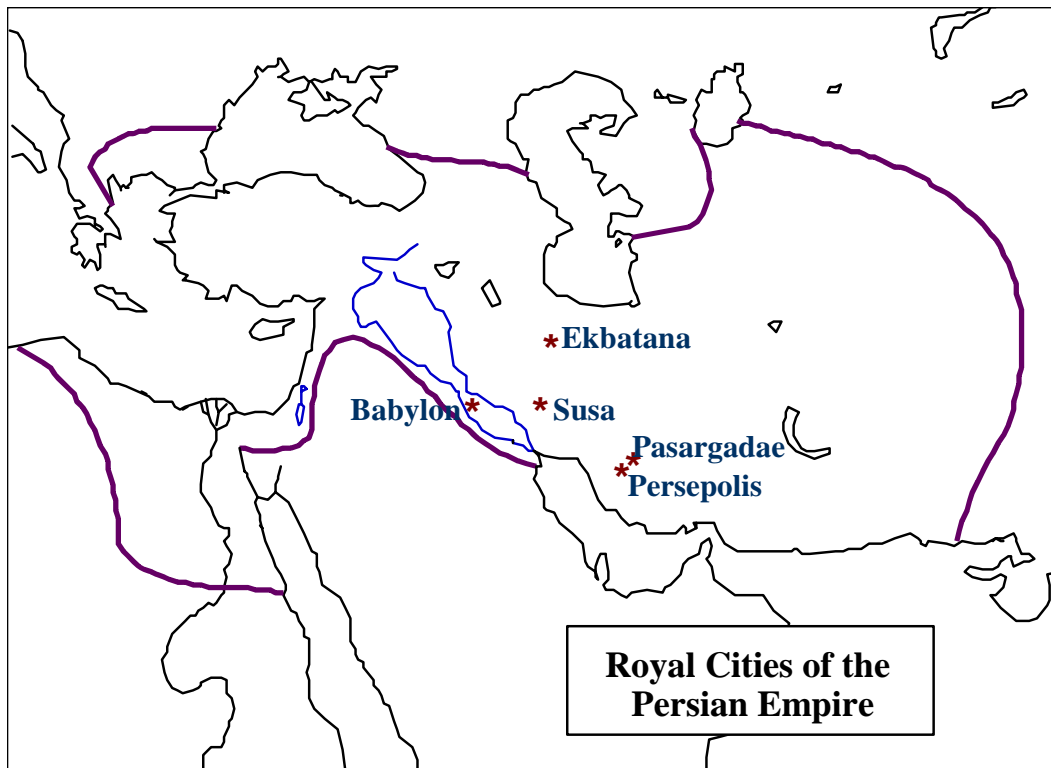 Ekbatana
Babylon
Susa
Pasargadae
Persepolis
Royal Cities of the
Persian Empire